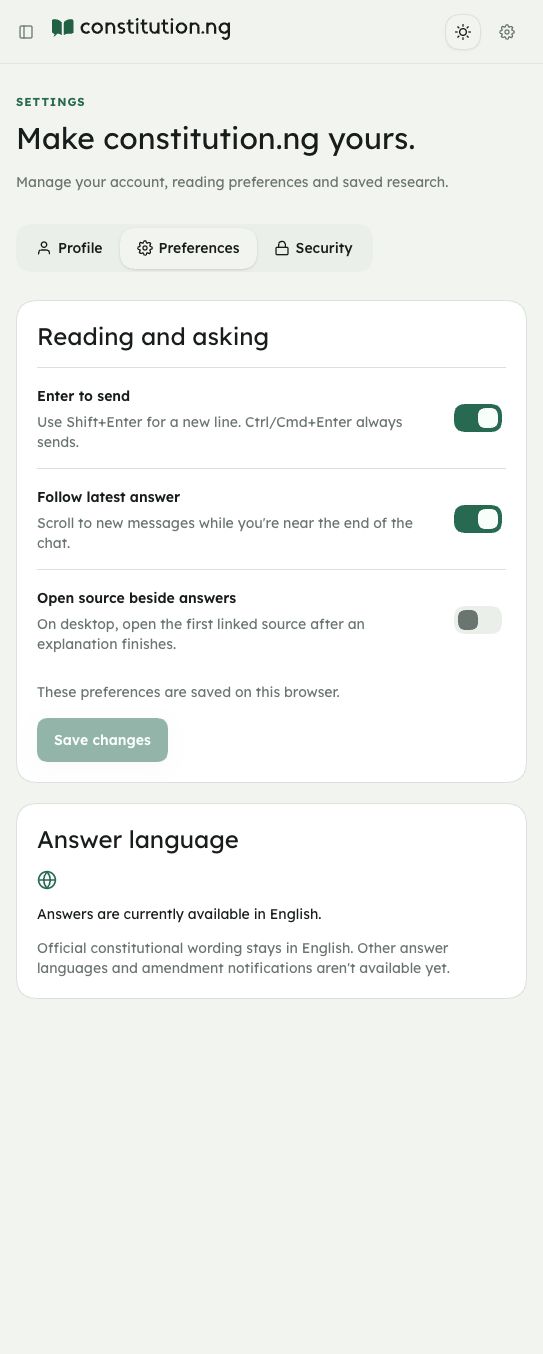 constitution.ng
SETTINGS
Make constitution.ng yours.
Manage your account, reading preferences and saved research.
Profile
Preferences
Security
Reading and asking
Enter to send
Use Shift+Enter for a new line. Ctrl/Cmd+Enter always
sends.
Follow latest answer
Scroll to new messages while you're near the end of the
chat.
Open source beside answers
On desktop, open the first linked source after an
explanation finishes.
These preferences are saved on this browser.
Save changes
Answer language
Answers are currently available in English.
Official constitutional wording stays in English. Other answer
languages and amendment notifications aren't available yet.